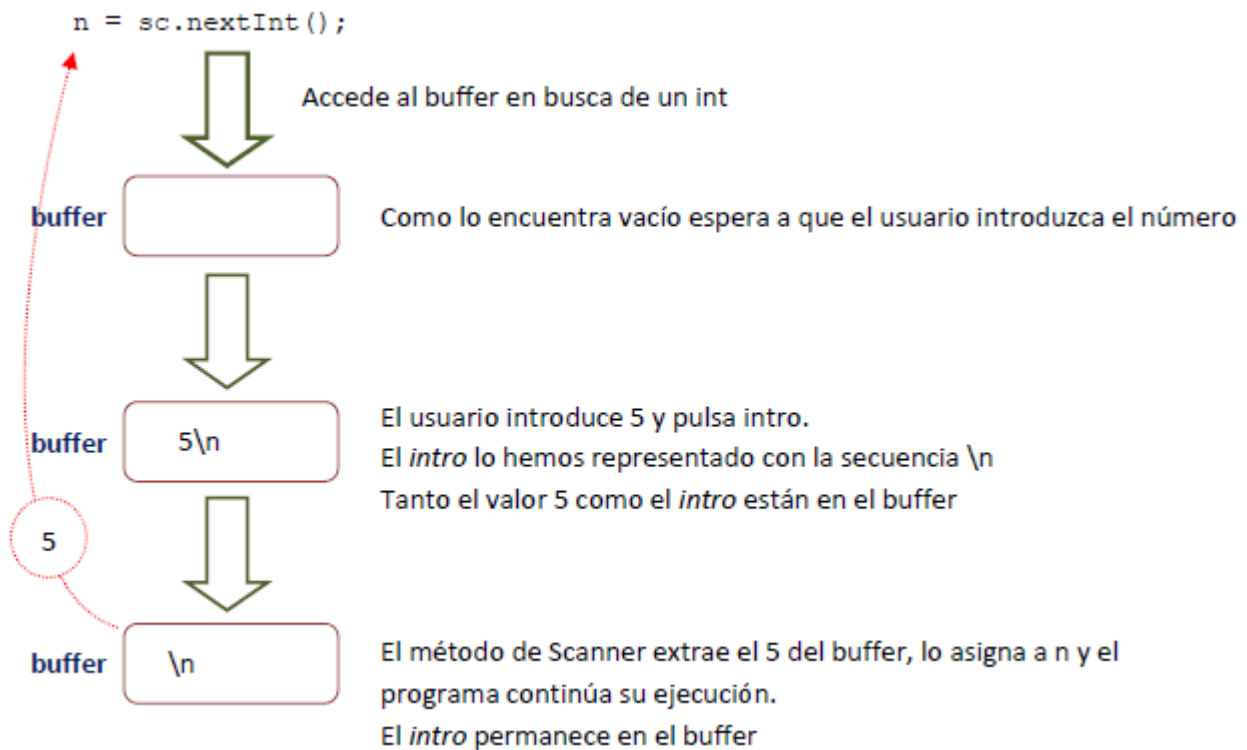 n = sc.nextInt();
Accede al buffer en busca de un int
buffer
Como lo encuentra vacío espera a que el usuario introduzca el número
buffer
5\n
El usuario introduce 5 y pulsa intro.
El intro lo hemos representado con la secuencia \n
Tanto el valor 5 como el intro están en el buffer
5
buffer
\n
El método de Scanner extrae el 5 del buffer, lo asigna a n y el
programa continúa su ejecución.
El intro permanece en el buffer